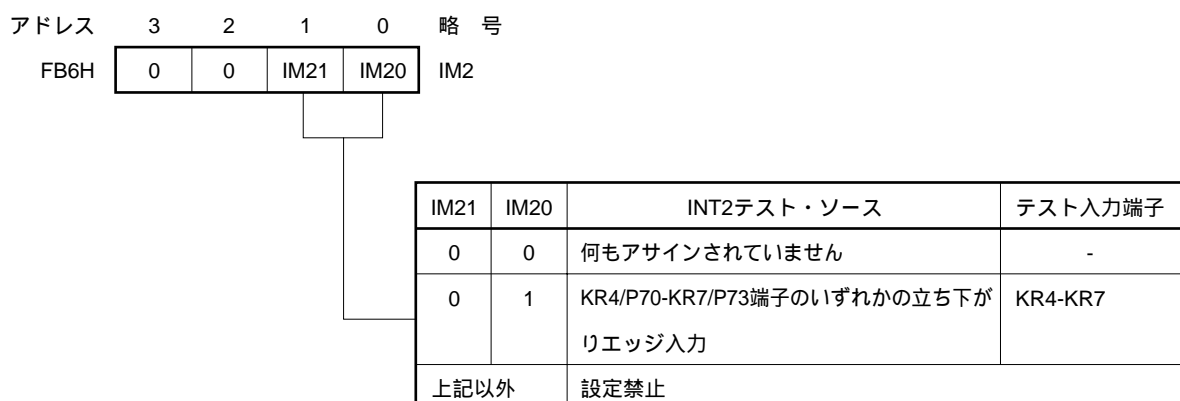 アドレス 3 2 1 0 略 号
FB6H 0 0 IM21 IM20 IM2
IM21 IM20 INT2テスト・ソース テスト入力端子
0 0 何もアサインされていません -
0 1 KR4/P70-KR7/P73端子のいずれかの立ち下が KR4-KR7
りエッジ入力
上記以外 設定禁止